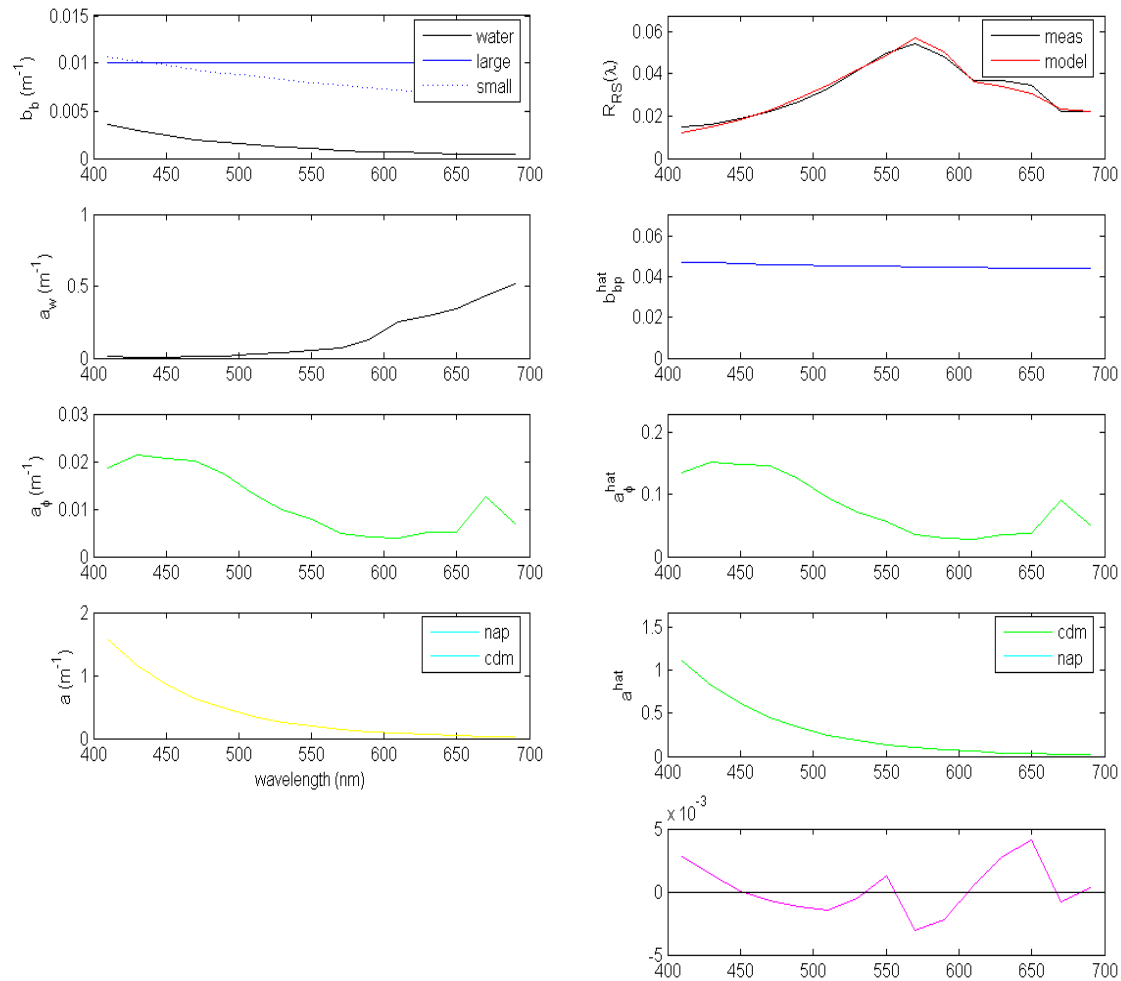 0.015
0.01
0.005
0
b_b (m^-1)
water
large
small
400 450 500 550 600 650 700
0.06
0.04
0.02
0
R_RS(λ)
meas
model
400 450 500 550 600 650 700
1
0.5
0
a_w (m^-1)
400 450 500 550 600 650 700
0.06
0.04
0.02
0
b_bp^hat
400 450 500 550 600 650 700
0.03
0.02
0.01
0
a_ϕ (m^-1)
400 450 500 550 600 650 700
0.2
0.1
0
a_ϕ^hat
400 450 500 550 600 650 700
2
1
0
a (m^-1)
nap
cdm
400 450 500 550 600 650 700
wavelength (nm)
1.5
1
0.5
0
a^hat
cdm
nap
400 450 500 550 600 650 700
x 10^-3
5
0
-5
400 450 500 550 600 650 700